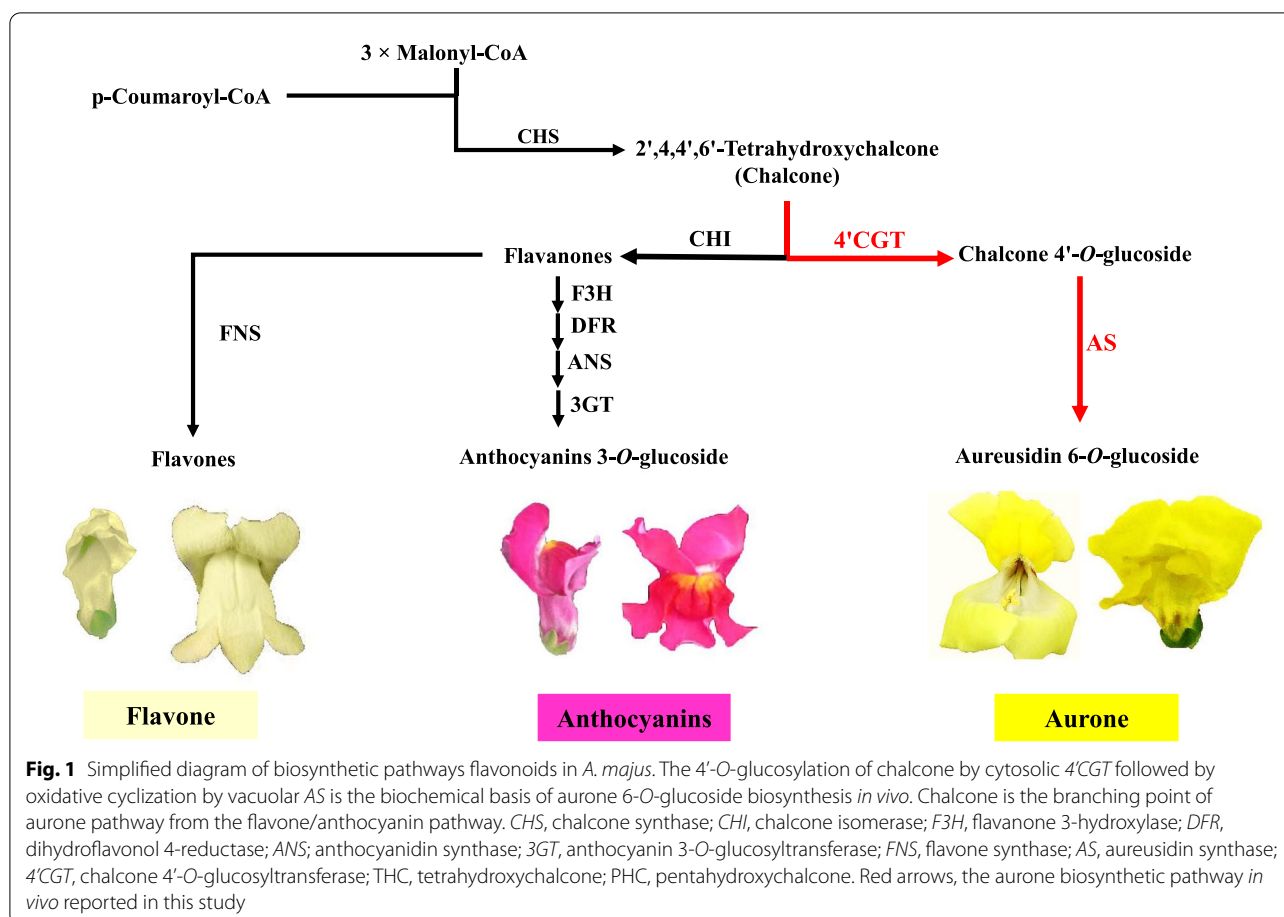 3 × Malonyl-CoA
p-Coumaroyl-CoA
CHS
2',4,4',6'-Tetrahydroxychalcone
(Chalcone)
CHI
4'CGT
Flavanones
Chalcone 4'-O-glucoside
F3H
DFR
FNS
AS
ANS
3GT
Flavones
Anthocyanins 3-O-glucoside
Aureusidin 6-O-glucoside
Flavone
Anthocyanins
Aurone
Fig. 1 Simplified diagram of biosynthetic pathways flavonoids in A. majus. The 4′-O-glucosylation of chalcone by cytosolic 4′CGT followed by
oxidative cyclization by vacuolar AS is the biochemical basis of aurone 6-O-glucoside biosynthesis in vivo. Chalcone is the branching point of
aurone pathway from the flavone/anthocyanin pathway. CHS, chalcone synthase; CHI, chalcone isomerase; F3H, flavanone 3-hydroxylase; DFR,
dihydroflavonol 4-reductase; ANS; anthocyanidin synthase; 3GT, anthocyanin 3-O-glucosyltransferase; FNS, flavone synthase; AS, aureusidin synthase;
4′CGT, chalcone 4′-O-glucosyltransferase; THC, tetrahydroxychalcone; PHC, pentahydroxychalcone. Red arrows, the aurone biosynthetic pathway in
vivo reported in this study